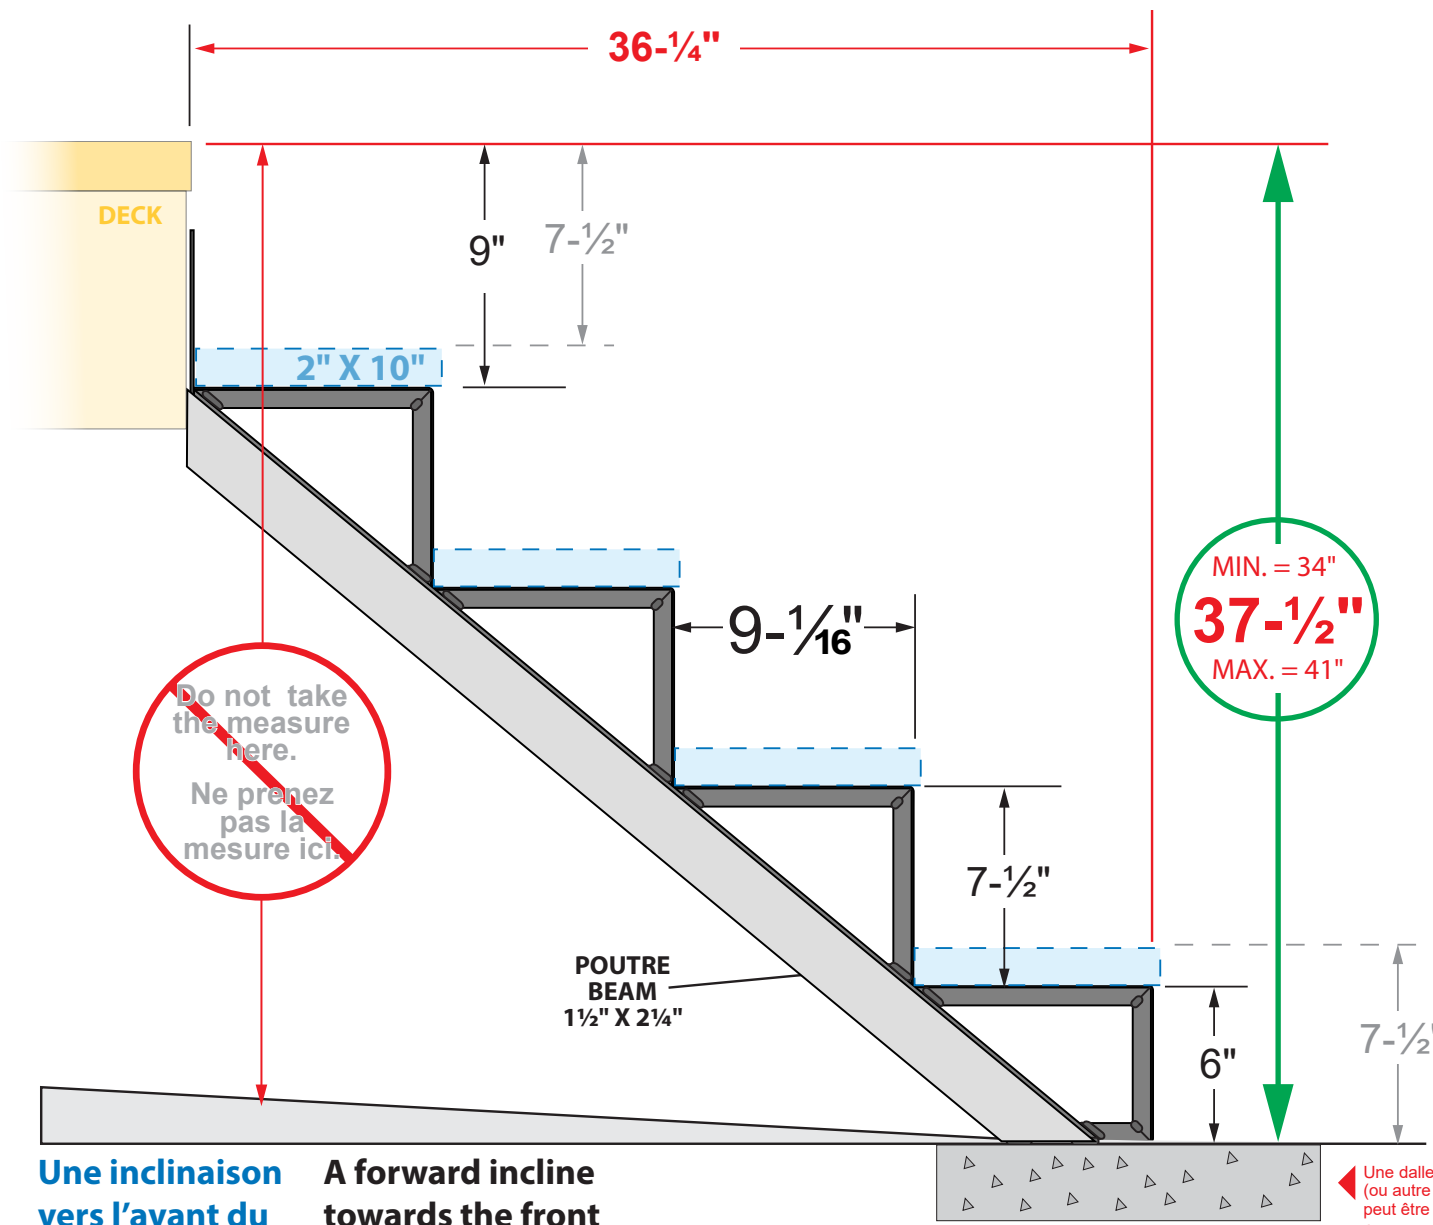 36-¼"
DECK
9"
7-½"
2" X 10"
MIN. = 34"
37-½"
MAX. = 41"
9-1⁄16"
Do not take
the measure
here.
Ne prenez
pas la
mesure ici.
7-½"
POUTRE
BEAM
1½" X 2¼"
6"
7-½"
Une inclinaison
vers l'avant du
A forward incline
towards the front
Une dalle
(ou autre
peut être